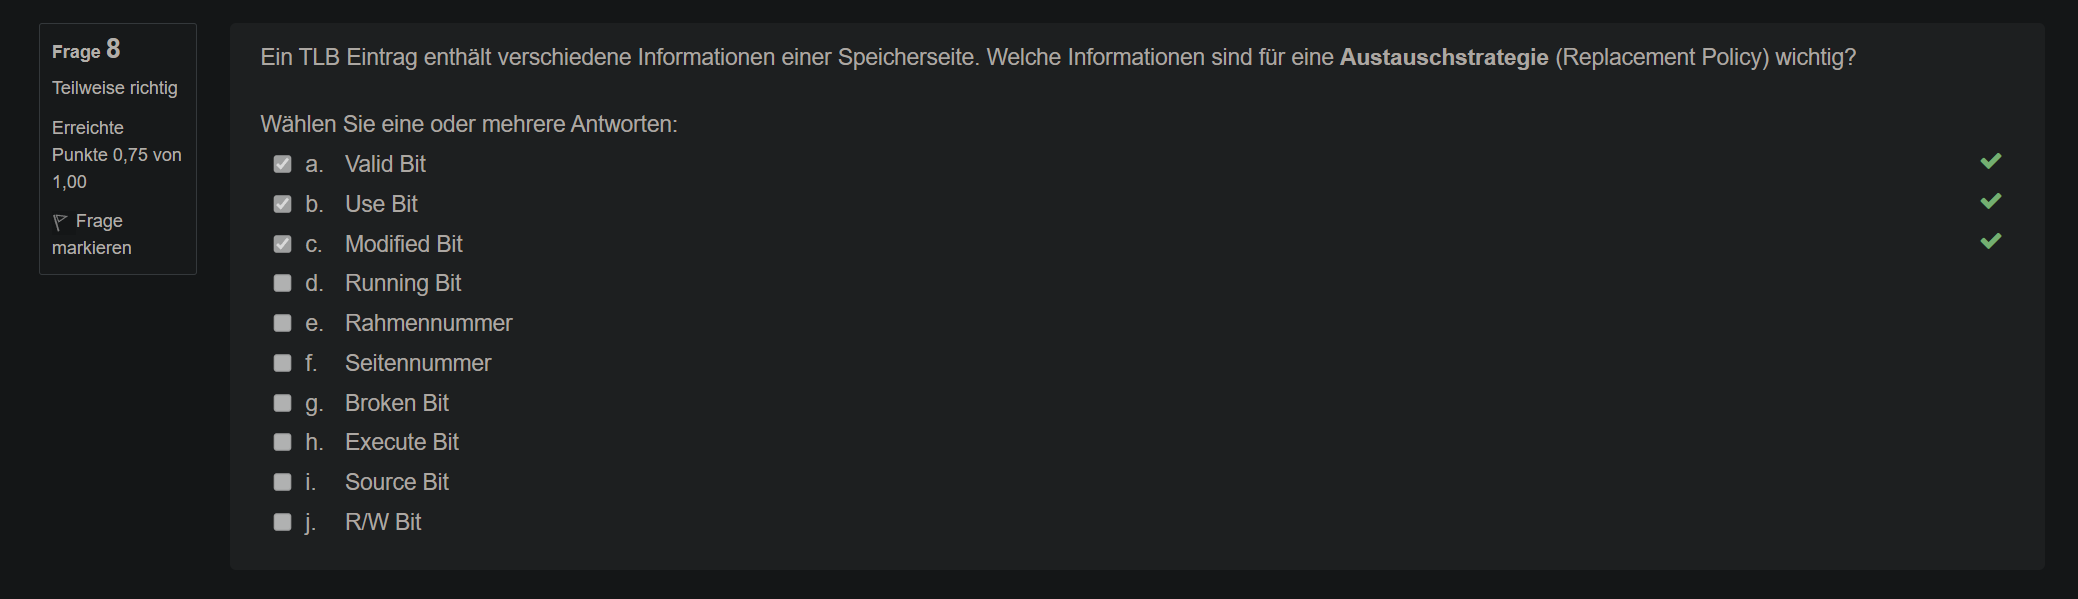 Frage 8
Teilweise richtig
Erreichte
Punkte 0,75 von
1,00
Frage
markieren
Ein TLB Eintrag enthält verschiedene Informationen einer Speicherseite. Welche Informationen sind für eine Austauschstrategie (Replacement Policy) wichtig?
Wählen Sie eine oder mehrere Antworten:
a. Valid Bit
b. Use Bit
c. Modified Bit
d. Running Bit
e. Rahmennummer
f. Seitennummer
g. Broken Bit
h. Execute Bit
i. Source Bit
j. R/W Bit